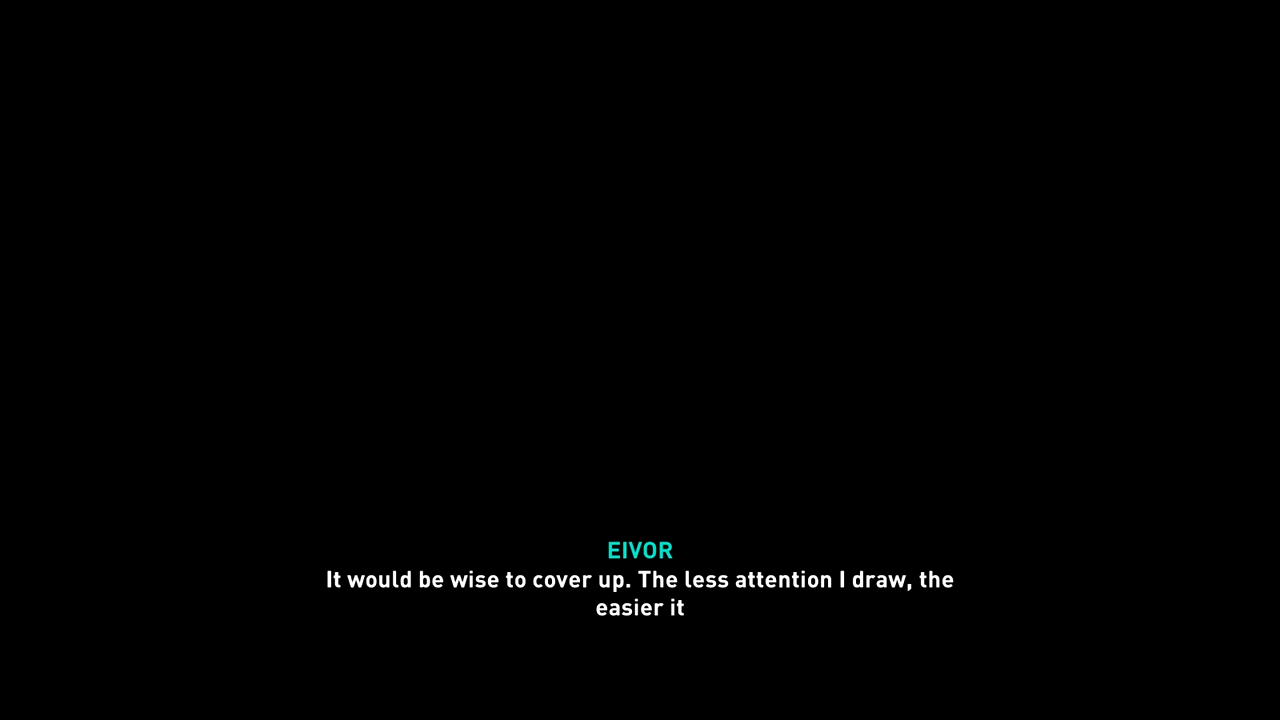 EIVOR
It would be wise to cover up. The less attention I draw, the
easier it